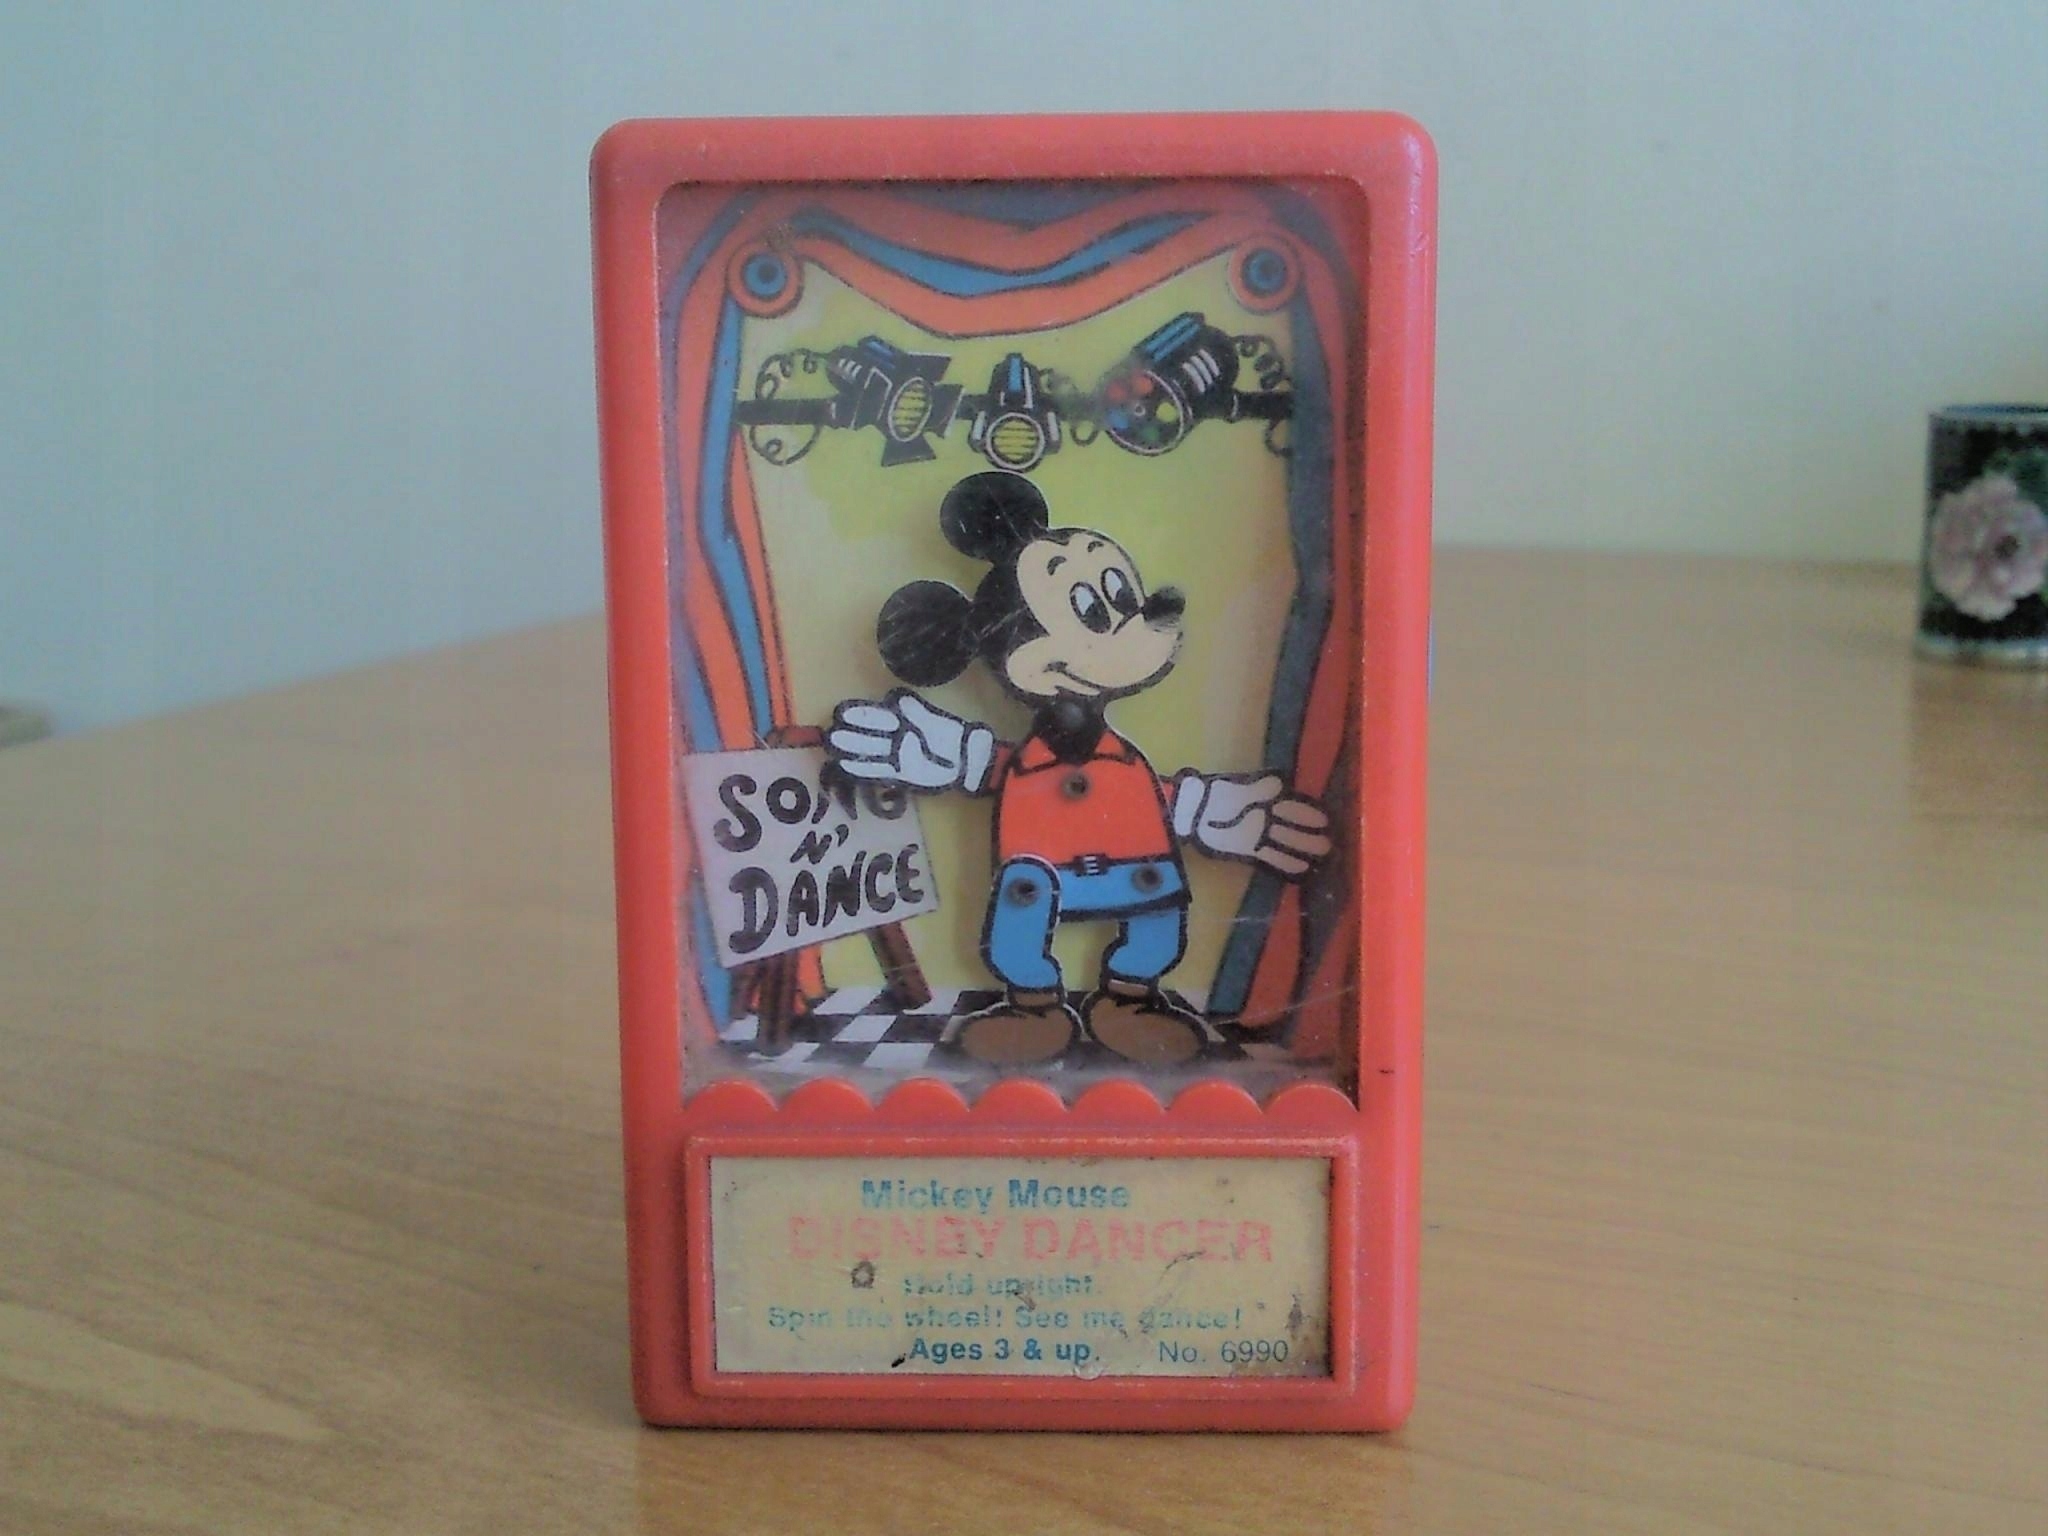 SONG
N'
DANCE
Mickey Mouse
DISNEY DANCER
Hold upright.
Spin the wheel! See me dance!
Ages 3 & up. No. 6990